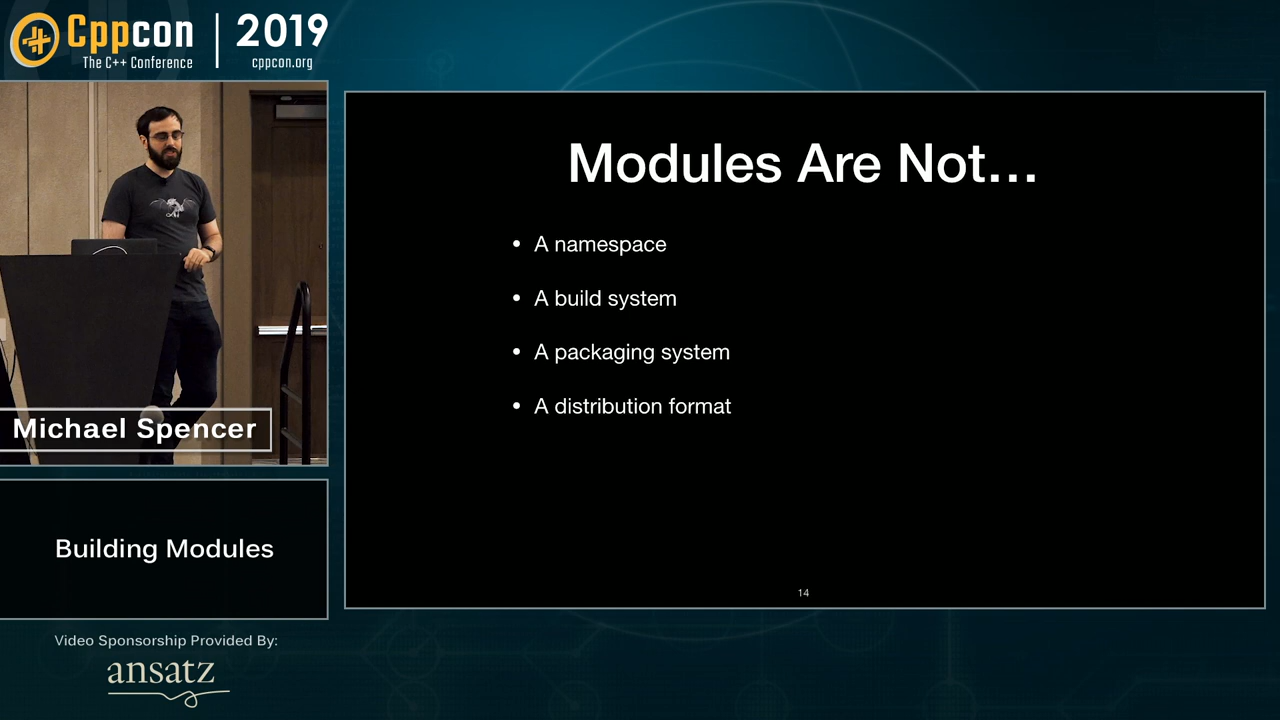 Cppcon | 2019
The C++ Conference
cppcon.org
Modules Are Not...
• A namespace
• A build system
• A packaging system
• A distribution format
14
Michael Spencer
Building Modules
Video Sponsorship Provided By:
ansatz